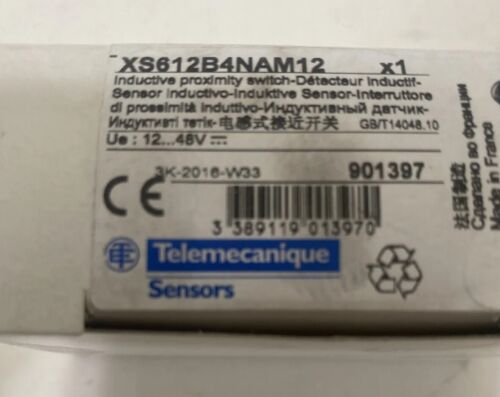 XS612B4NAM12 x1
Inductive proximity switch-Détecteur inductif-
Sensor inductivo-Induktive Sensor-Interruttore
di prossimità induttivo-Индуктивный датчик-
Индуктивті тетік-电感式接近开关 GB/T14048.10
Ue : 12...48V ⎓
3K-2016-W33 901397
CE
3 389119 013970
Telemecanique
Sensors
法国制造
Сделано во франции
Made in France